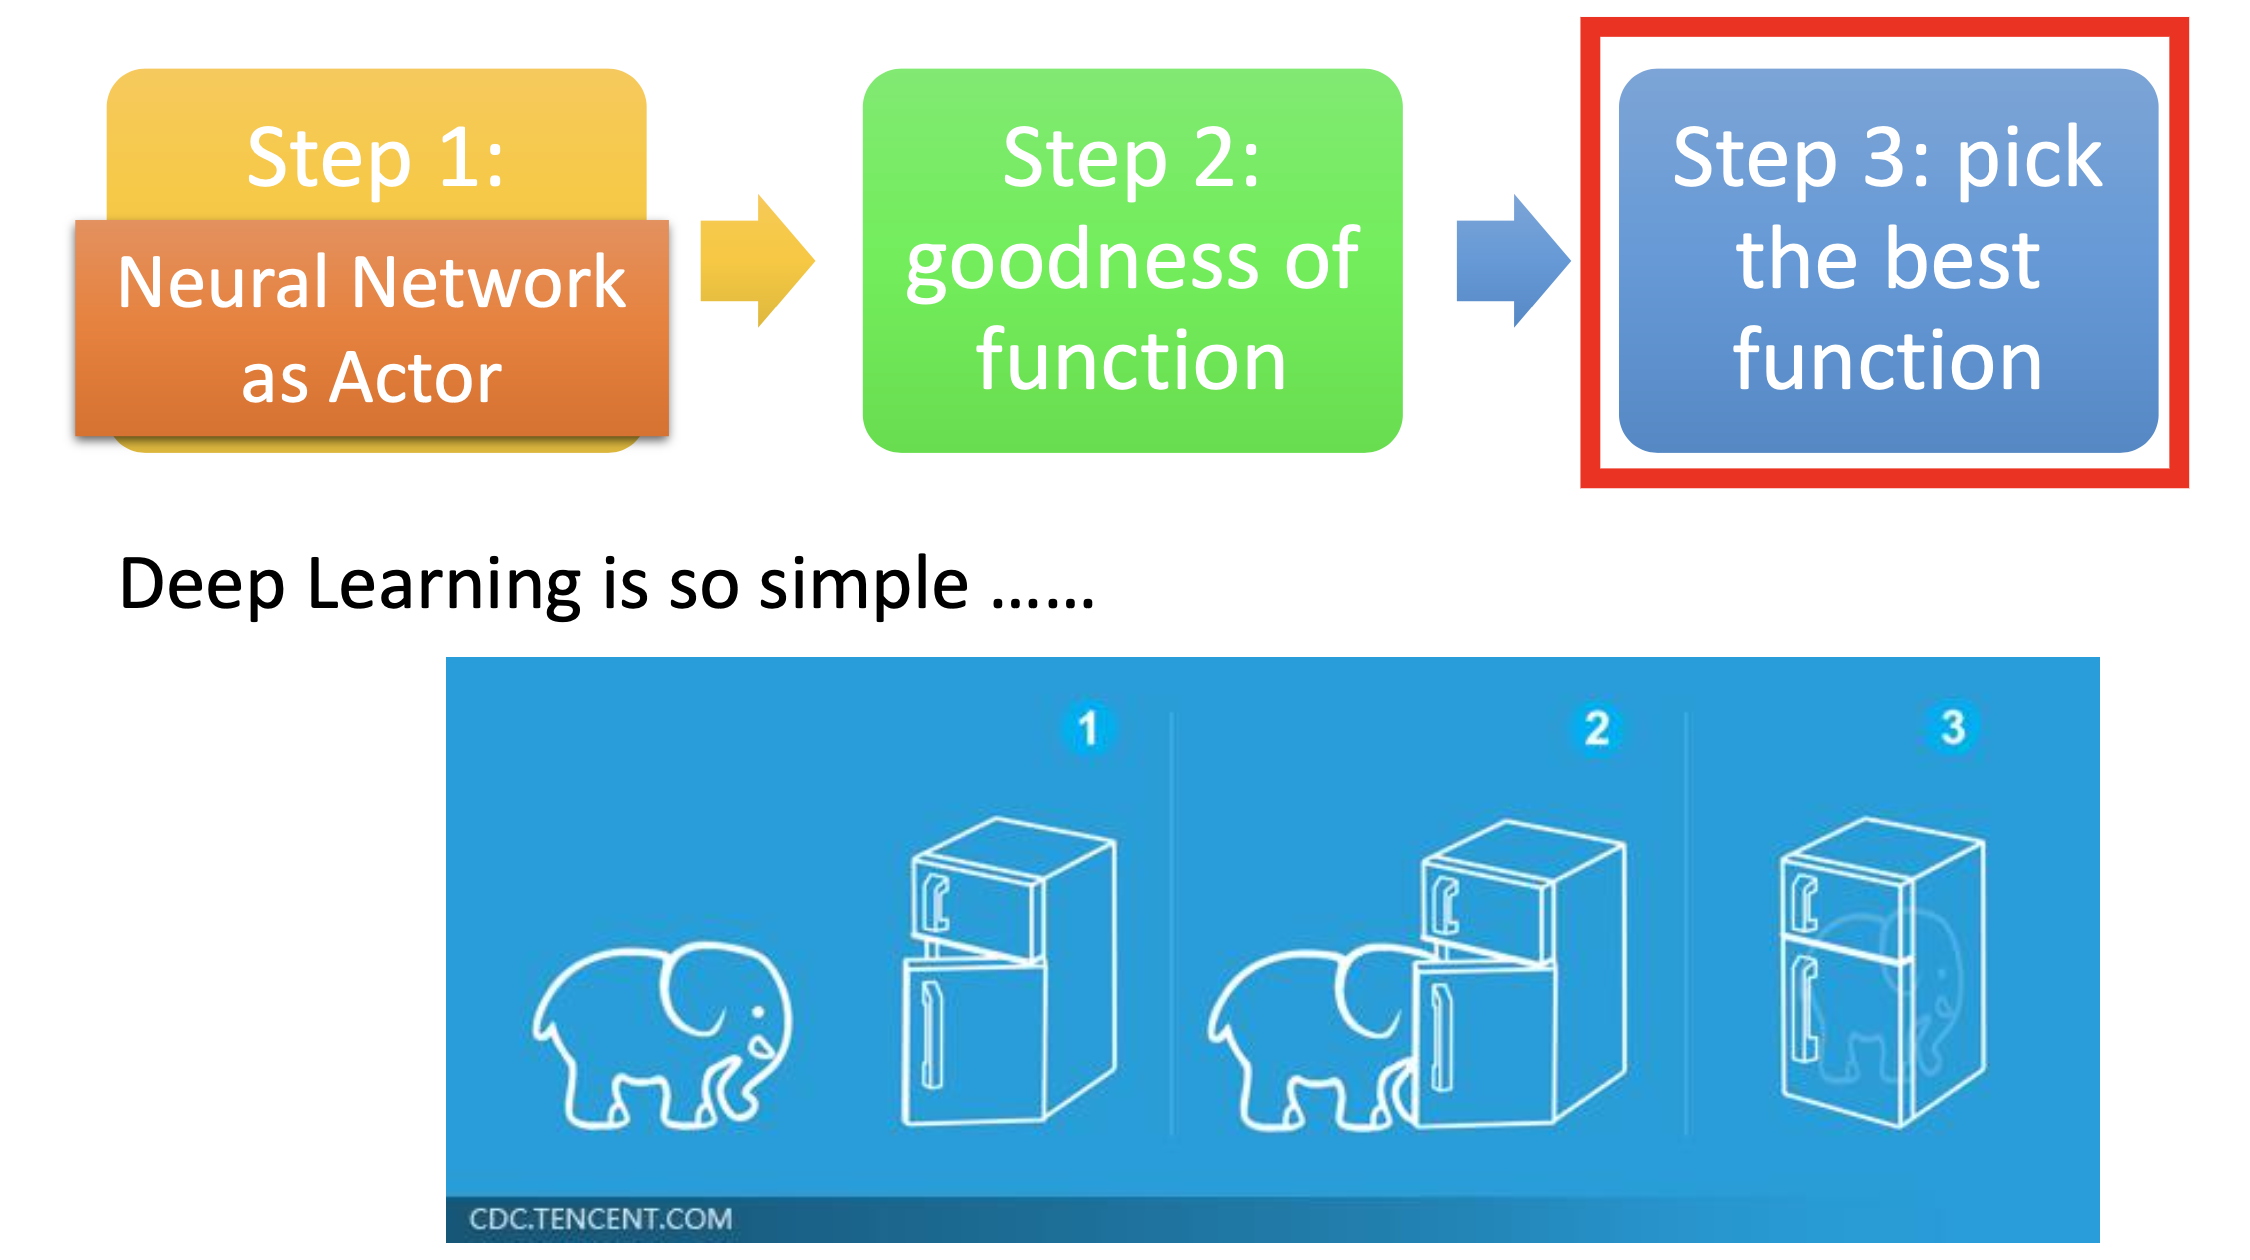 Step 1:
Neural Network
as Actor
Step 2:
goodness of
function
Step 3: pick
the best
function
Deep Learning is so simple ......
1
2
3
CDC.TENCENT.COM